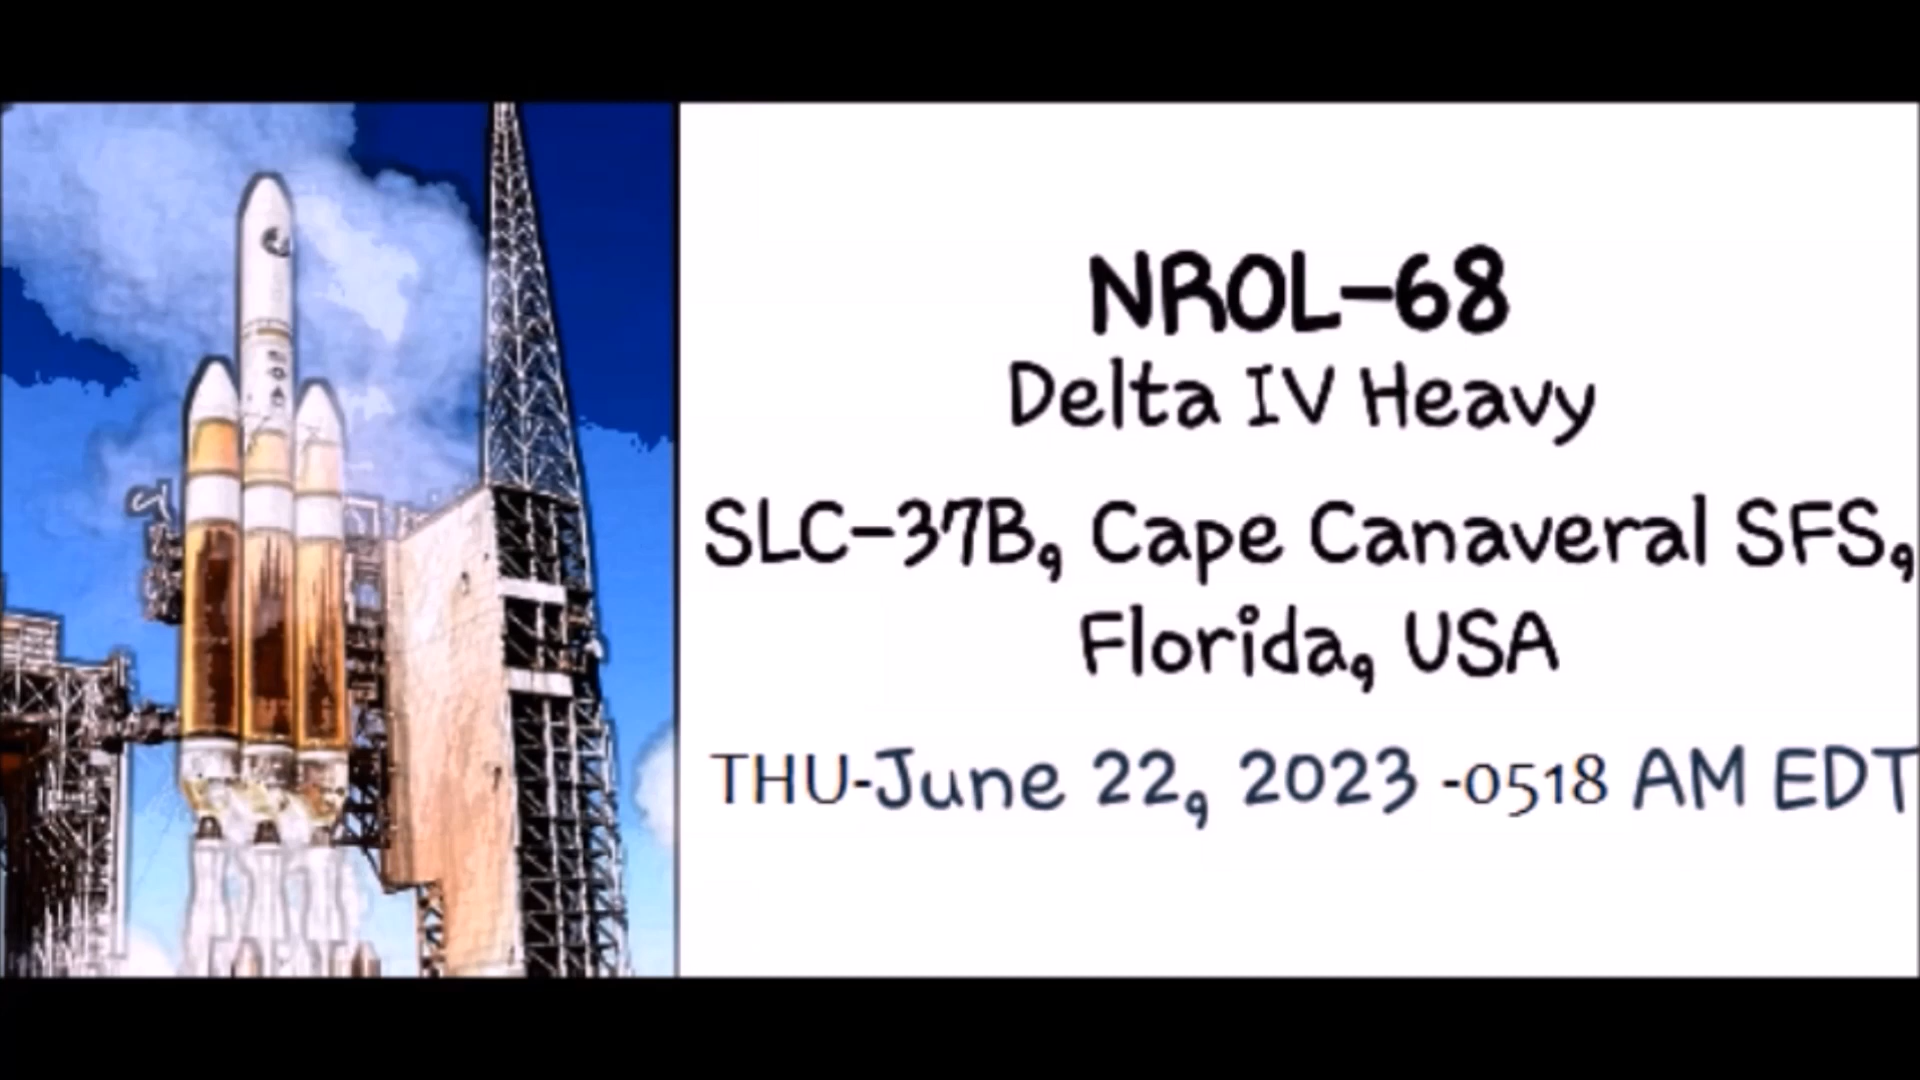 NROL-68
Delta IV Heavy
SLC-37B, Cape Canaveral SFS,
Florida, USA
THU-June 22, 2023 -0518 AM EDT